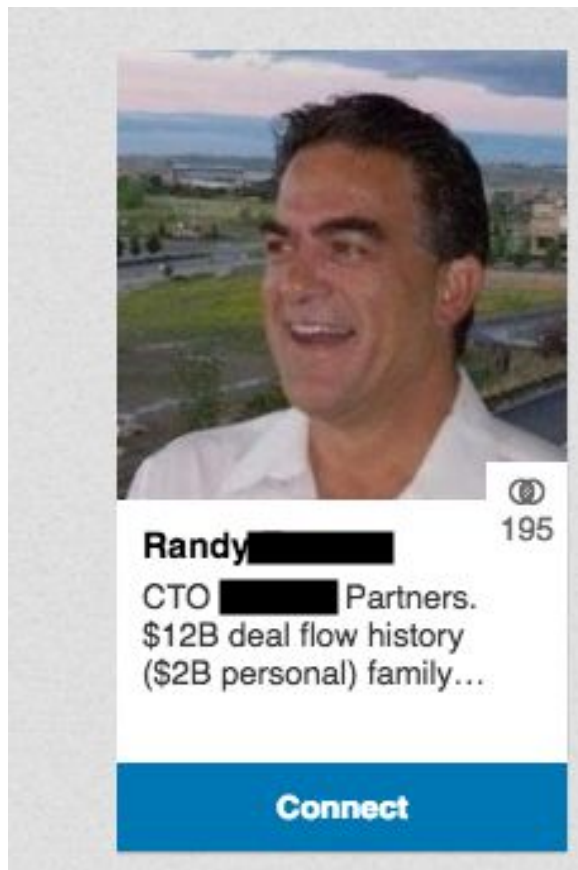 195
Randy
CTO Partners.
$12B deal flow history
($2B personal) family…
Connect